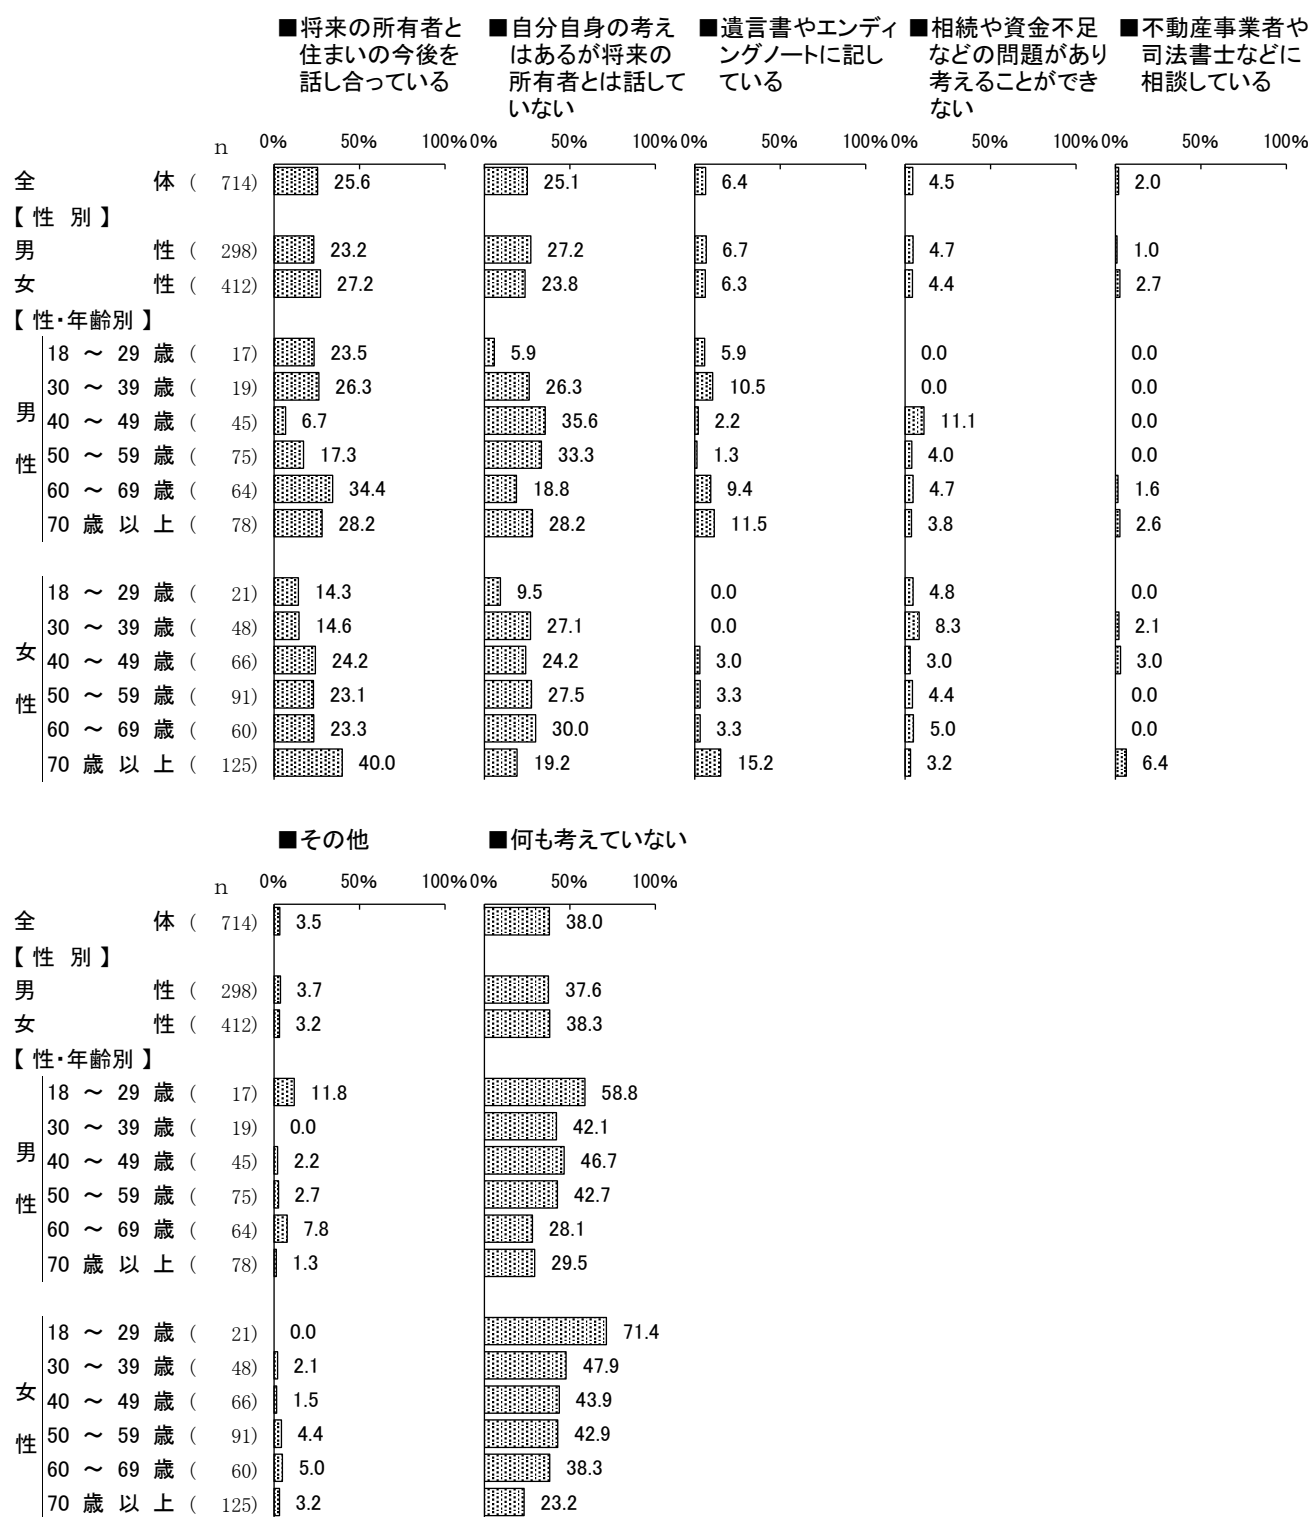 ■将来の所有者と
住まいの今後を
話し合っている
■自分自身の考え
はあるが将来の
所有者とは話して
いない
■遺言書やエンディ
ングノートに記し
ている
■相続や資金不足
などの問題があり
考えることができ
ない
■不動産事業者や
司法書士などに
相談している
n 0% 50% 100% 0% 50% 100% 0% 50% 100% 0% 50% 100% 0% 50% 100%
全体 ( 714) 25.6 25.1 6.4 4.5 2.0
【性別】
男性 ( 298) 23.2 27.2 6.7 4.7 1.0
女性 ( 412) 27.2 23.8 6.3 4.4 2.7
【性・年齢別】
男性
18 ～ 29 歳 ( 17) 23.5 5.9 5.9 0.0 0.0
30 ～ 39 歳 ( 19) 26.3 26.3 10.5 0.0 0.0
40 ～ 49 歳 ( 45) 6.7 35.6 2.2 11.1 0.0
50 ～ 59 歳 ( 75) 17.3 33.3 1.3 4.0 0.0
60 ～ 69 歳 ( 64) 34.4 18.8 9.4 4.7 1.6
70 歳以上 ( 78) 28.2 28.2 11.5 3.8 2.6
女性
18 ～ 29 歳 ( 21) 14.3 9.5 0.0 4.8 0.0
30 ～ 39 歳 ( 48) 14.6 27.1 0.0 8.3 2.1
40 ～ 49 歳 ( 66) 24.2 24.2 3.0 3.0 3.0
50 ～ 59 歳 ( 91) 23.1 27.5 3.3 4.4 0.0
60 ～ 69 歳 ( 60) 23.3 30.0 3.3 5.0 0.0
70 歳以上 ( 125) 40.0 19.2 15.2 3.2 6.4
■その他 ■何も考えていない
n 0% 50% 100% 0% 50% 100%
全体 ( 714) 3.5 38.0
【性別】
男性 ( 298) 3.7 37.6
女性 ( 412) 3.2 38.3
【性・年齢別】
男性
18 ～ 29 歳 ( 17) 11.8 58.8
30 ～ 39 歳 ( 19) 0.0 42.1
40 ～ 49 歳 ( 45) 2.2 46.7
50 ～ 59 歳 ( 75) 2.7 42.7
60 ～ 69 歳 ( 64) 7.8 28.1
70 歳以上 ( 78) 1.3 29.5
女性
18 ～ 29 歳 ( 21) 0.0 71.4
30 ～ 39 歳 ( 48) 2.1 47.9
40 ～ 49 歳 ( 66) 1.5 43.9
50 ～ 59 歳 ( 91) 4.4 42.9
60 ～ 69 歳 ( 60) 5.0 38.3
70 歳以上 ( 125) 3.2 23.2